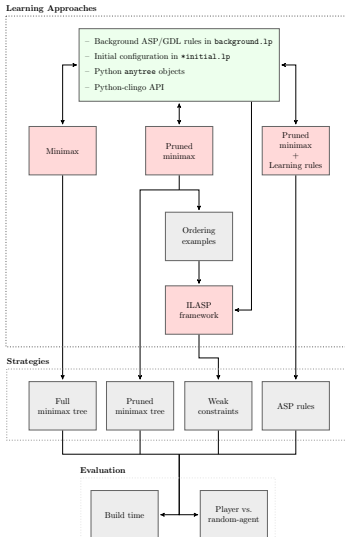 Learning Approaches
– Background ASP/GDL rules in background.lp
– Initial configuration in *initial.lp
– Python anytree objects
– Python-clingo API
Minimax
Pruned
minimax
Pruned
minimax
+
Learning rules
Ordering
examples
ILASP
framework
Strategies
Full
minimax tree
Pruned
minimax tree
Weak
constraints
ASP rules
Evaluation
Build time
Player vs.
random-agent